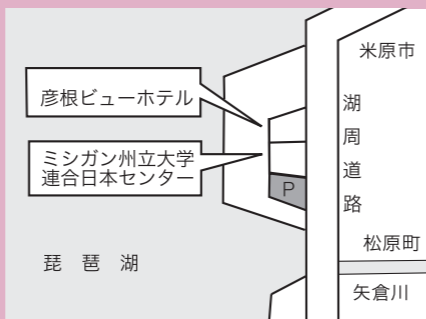 米原市
彦根ビューホテル
湖周道路
ミシガン州立大学
連合日本センター
P
松原町
琵琶湖
矢倉川